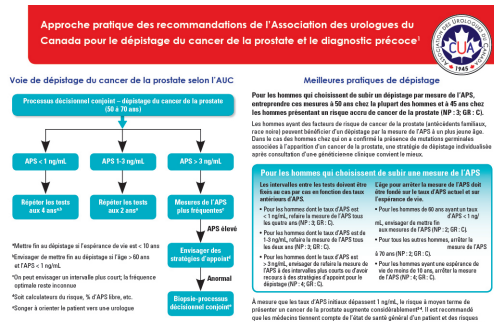 Approche pratique des recommandations de l'Association des urologues du
Canada pour le dépistage du cancer de la prostate et le diagnostic précoce¹
ASSOCIATION DES UROLOGUES DU CANADA
CUA
1945
Voie de dépistage du cancer de la prostate selon l'AUC
Processus décisionnel conjoint – dépistage du cancer de la prostate
(50 à 70 ans)
APS < 1 ng/mL
APS 1-3 ng/mL
APS > 3 ng/mL
Répéter les tests
aux 4 ansᵃ,ᵇ
Répéter les tests
aux 2 ansᵃ
Mesures de l'APS
plus fréquentesᶜ
APS élevé
Envisager des
stratégies d'appointᵈ
Anormal
Biopsie-processus
décisionnel conjointᵉ
ᵃMettre fin au dépistage si l'espérance de vie est < 10 ans
ᵇEnvisager de mettre fin au dépistage si l'âge > 60 ans
et l'APS < 1 ng/mL
ᶜOn peut envisager un intervalle plus court; la fréquence
optimale reste inconnue
ᵈSoit calculateurs du risque, % d'APS libre, etc.
ᵉSonger à orienter le patient vers une urologue
Meilleures pratiques de dépistage
Pour les hommes qui choisissent de subir un dépistage par mesure de l'APS,
entreprendre ces mesures à 50 ans chez la plupart des hommes et à 45 ans chez
les hommes présentant un risque accru de cancer de la prostate (NP : 3; GR : C).
Les hommes ayant des facteurs de risque de cancer de la prostate (antécédents familiaux,
race noire) peuvent bénéficier d'un dépistage par la mesure de l'APS à un plus jeune âge.
Dans le cas des hommes chez qui on a confirmé la présence de mutations germinales
associées à l'apparition d'un cancer de la prostate, une stratégie de dépistage individualisée
après consultation d'une généticien·ne clinique convient le mieux.
Pour les hommes qui choisissent de subir une mesure de l'APS
Les intervalles entre les tests doivent être
fixés au cas par cas en fonction des taux
antérieurs d'APS.
• Pour les hommes dont le taux d'APS est
< 1 ng/mL, refaire la mesure de l'APS tous
les quatre ans (NP : 3; GR : C).
• Pour les hommes dont le taux d'APS est de
1-3 ng/mL, refaire la mesure de l'APS tous
les deux ans (NP : 3; GR : C).
• Pour les hommes dont le taux d'APS est
> 3 ng/mL, envisager de refaire la mesure de
l'APS à des intervalles plus courts ou d'avoir
recours à des stratégies d'appoint pour le
dépistage (NP : 4; GR : C).
L'âge pour arrêter la mesure de l'APS doit
être fondé sur le taux d'APS actuel et sur
l'espérance de vie.
• Pour les hommes de 60 ans ayant un taux
d'APS < 1 ng/
mL, envisager de mettre fin
aux mesures de l'APS (NP : 2; GR : C).
• Pour tous les autres hommes, arrêter la
mesure de l'APS
à 70 ans (NP : 2; GR : C).
• Pour les hommes ayant une espérance de
vie de moins de 10 ans, arrêter la mesure
de l'APS (NP : 4; GR : C).
À mesure que les taux d'APS initiaux dépassent 1 ng/mL, le risque à moyen terme de
présenter un cancer de la prostate augmente considérablement²·⁴. Il est recommandé
que les médecins tiennent compte de l'état de santé général d'un patient et des risques